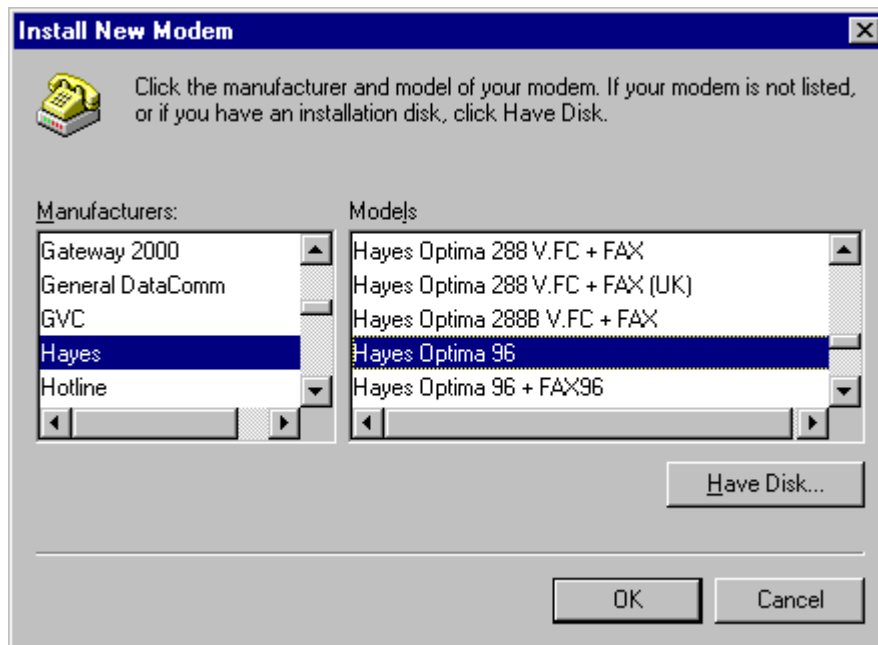 Install New Modem
Click the manufacturer and model of your modem. If your modem is not listed,
or if you have an installation disk, click Have Disk.
Manufacturers:
Gateway 2000
General DataComm
GVC
Hayes
Hotline
Models
Hayes Optima 288 V.FC + FAX
Hayes Optima 288 V.FC + FAX (UK)
Hayes Optima 288B V.FC + FAX
Hayes Optima 96
Hayes Optima 96 + FAX96
Have Disk...
OK
Cancel